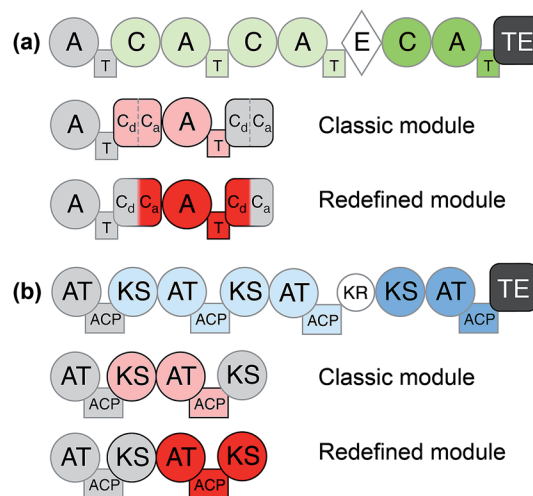 (a) A T C A T C A T E C A T TE
A T Cd Ca A T Cd Ca Classic module
A T Cd Ca A T Cd Ca Redefined module
(b) AT ACP KS AT ACP KS AT ACP KR KS AT ACP TE
AT ACP KS AT ACP KS Classic module
AT ACP KS AT ACP KS Redefined module